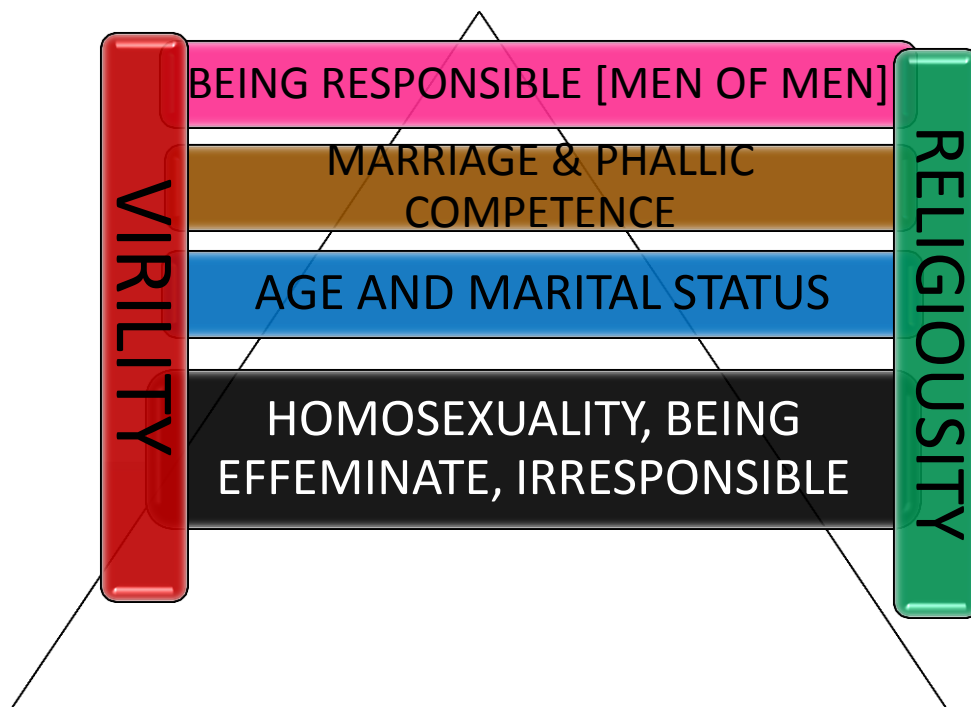 BEING RESPONSIBLE [MEN OF MEN]
MARRIAGE & PHALLIC
COMPETENCE
AGE AND MARITAL STATUS
HOMOSEXUALITY, BEING
EFFEMINATE, IRRESPONSIBLE
VIRILITY
RELIGIOUSITY